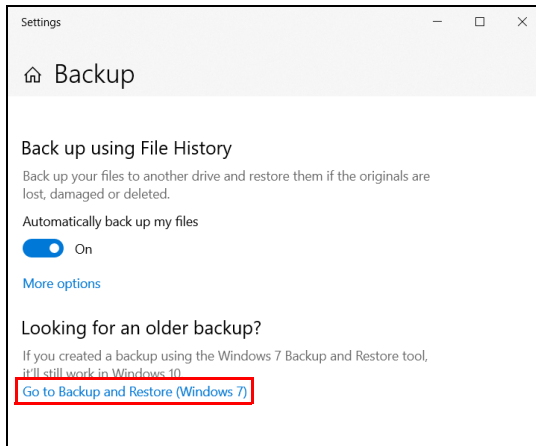 Settings
Backup
Back up using File History
Back up your files to another drive and restore them if the originals are
lost, damaged or deleted.
Automatically back up my files
On
More options
Looking for an older backup?
If you created a backup using the Windows 7 Backup and Restore tool,
it'll still work in Windows 10.
Go to Backup and Restore (Windows 7)